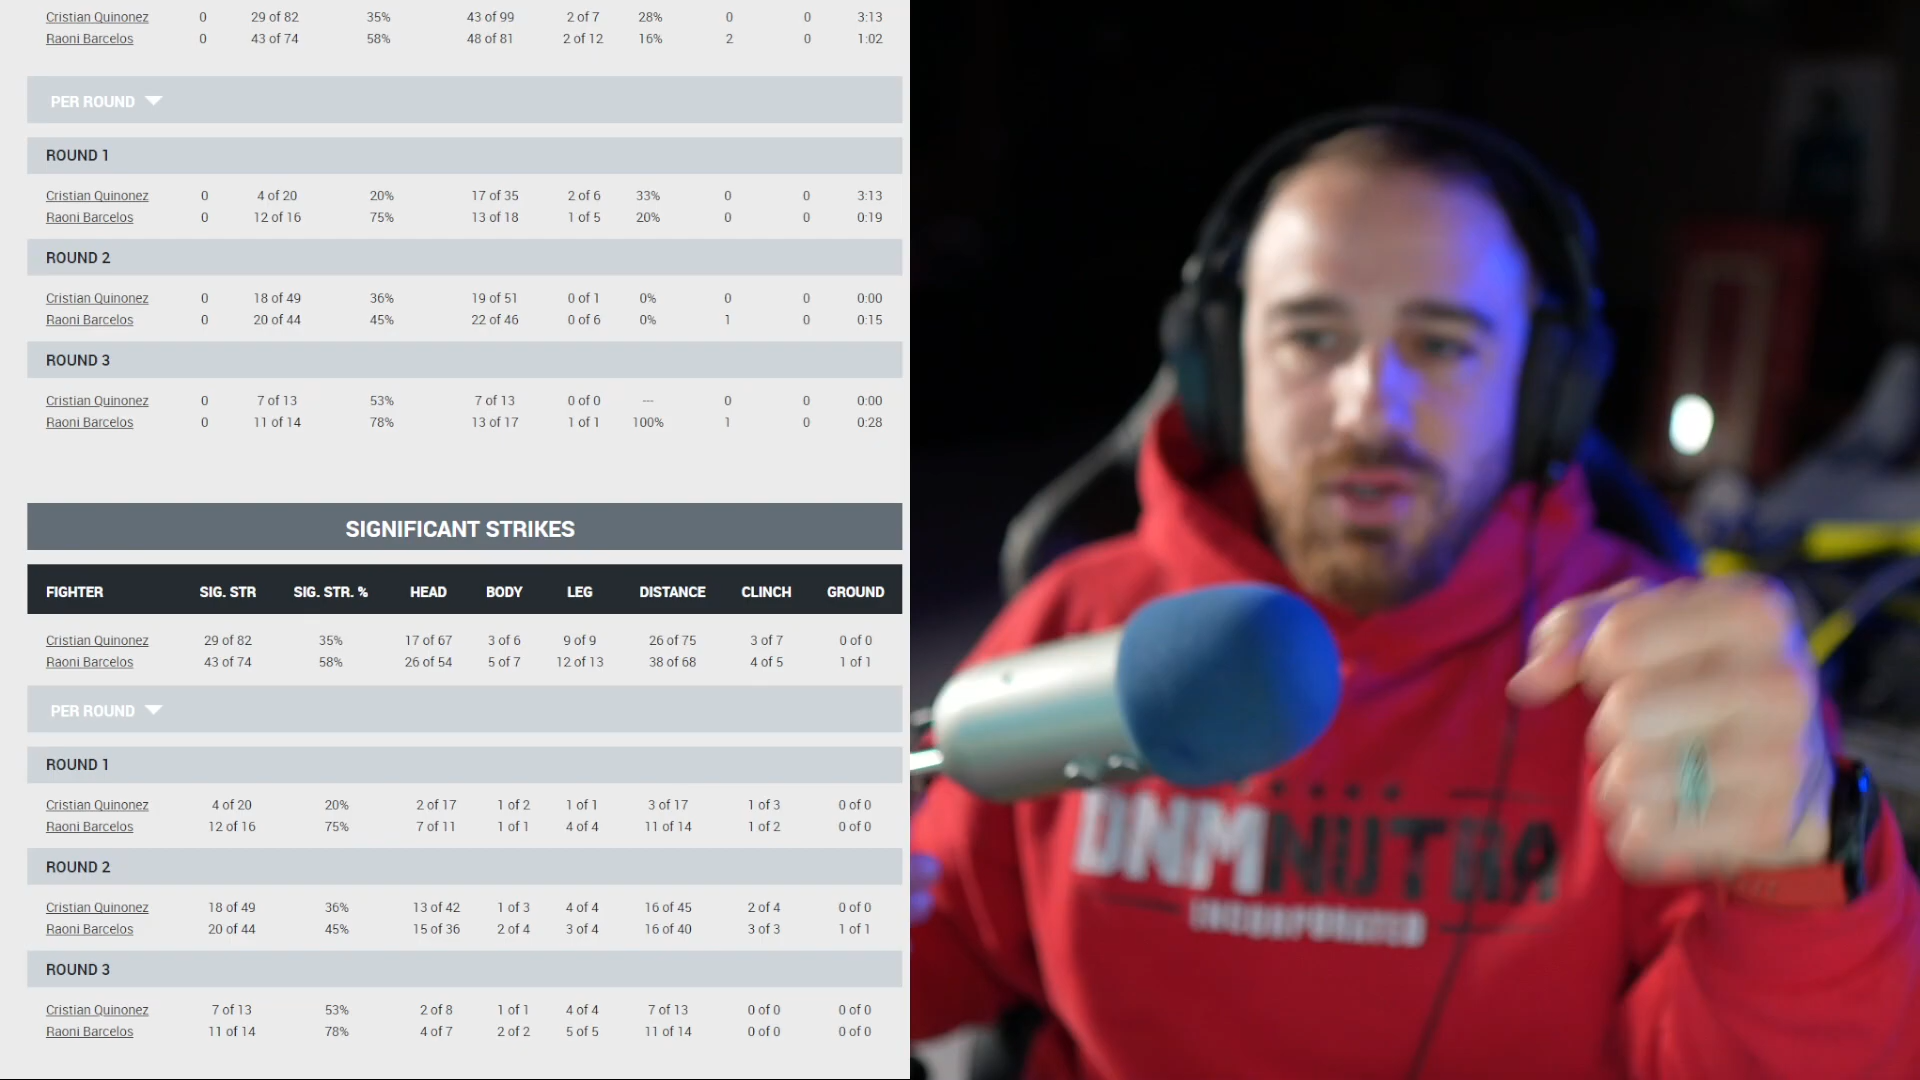 Cristian Quinonez 0 29 of 82 35% 43 of 99 2 of 7 28% 0 0 3:13
Raoni Barcelos 0 43 of 74 58% 48 of 81 2 of 12 16% 2 0 1:02
PER ROUND
ROUND 1
Cristian Quinonez 0 4 of 20 20% 17 of 35 2 of 6 33% 0 0 3:13
Raoni Barcelos 0 12 of 16 75% 13 of 18 1 of 5 20% 0 0 0:19
ROUND 2
Cristian Quinonez 0 18 of 49 36% 19 of 51 0 of 1 0% 0 0 0:00
Raoni Barcelos 0 20 of 44 45% 22 of 46 0 of 6 0% 1 0 0:15
ROUND 3
Cristian Quinonez 0 7 of 13 53% 7 of 13 0 of 0 --- 0 0 0:00
Raoni Barcelos 0 11 of 14 78% 13 of 17 1 of 1 100% 1 0 0:28
SIGNIFICANT STRIKES
FIGHTER SIG. STR SIG. STR. % HEAD BODY LEG DISTANCE CLINCH GROUND
Cristian Quinonez 29 of 82 35% 17 of 67 3 of 6 9 of 9 26 of 75 3 of 7 0 of 0
Raoni Barcelos 43 of 74 58% 26 of 54 5 of 7 12 of 13 38 of 68 4 of 5 1 of 1
PER ROUND
ROUND 1
Cristian Quinonez 4 of 20 20% 2 of 17 1 of 2 1 of 1 3 of 17 1 of 3 0 of 0
Raoni Barcelos 12 of 16 75% 7 of 11 1 of 1 4 of 4 11 of 14 1 of 2 0 of 0
ROUND 2
Cristian Quinonez 18 of 49 36% 13 of 42 1 of 3 4 of 4 16 of 45 2 of 4 0 of 0
Raoni Barcelos 20 of 44 45% 15 of 36 2 of 4 3 of 4 16 of 40 3 of 3 1 of 1
ROUND 3
Cristian Quinonez 7 of 13 53% 2 of 8 1 of 1 4 of 4 7 of 13 0 of 0 0 of 0
Raoni Barcelos 11 of 14 78% 4 of 7 2 of 2 5 of 5 11 of 14 0 of 0 0 of 0
DNMNUTRA
INCORPORATED